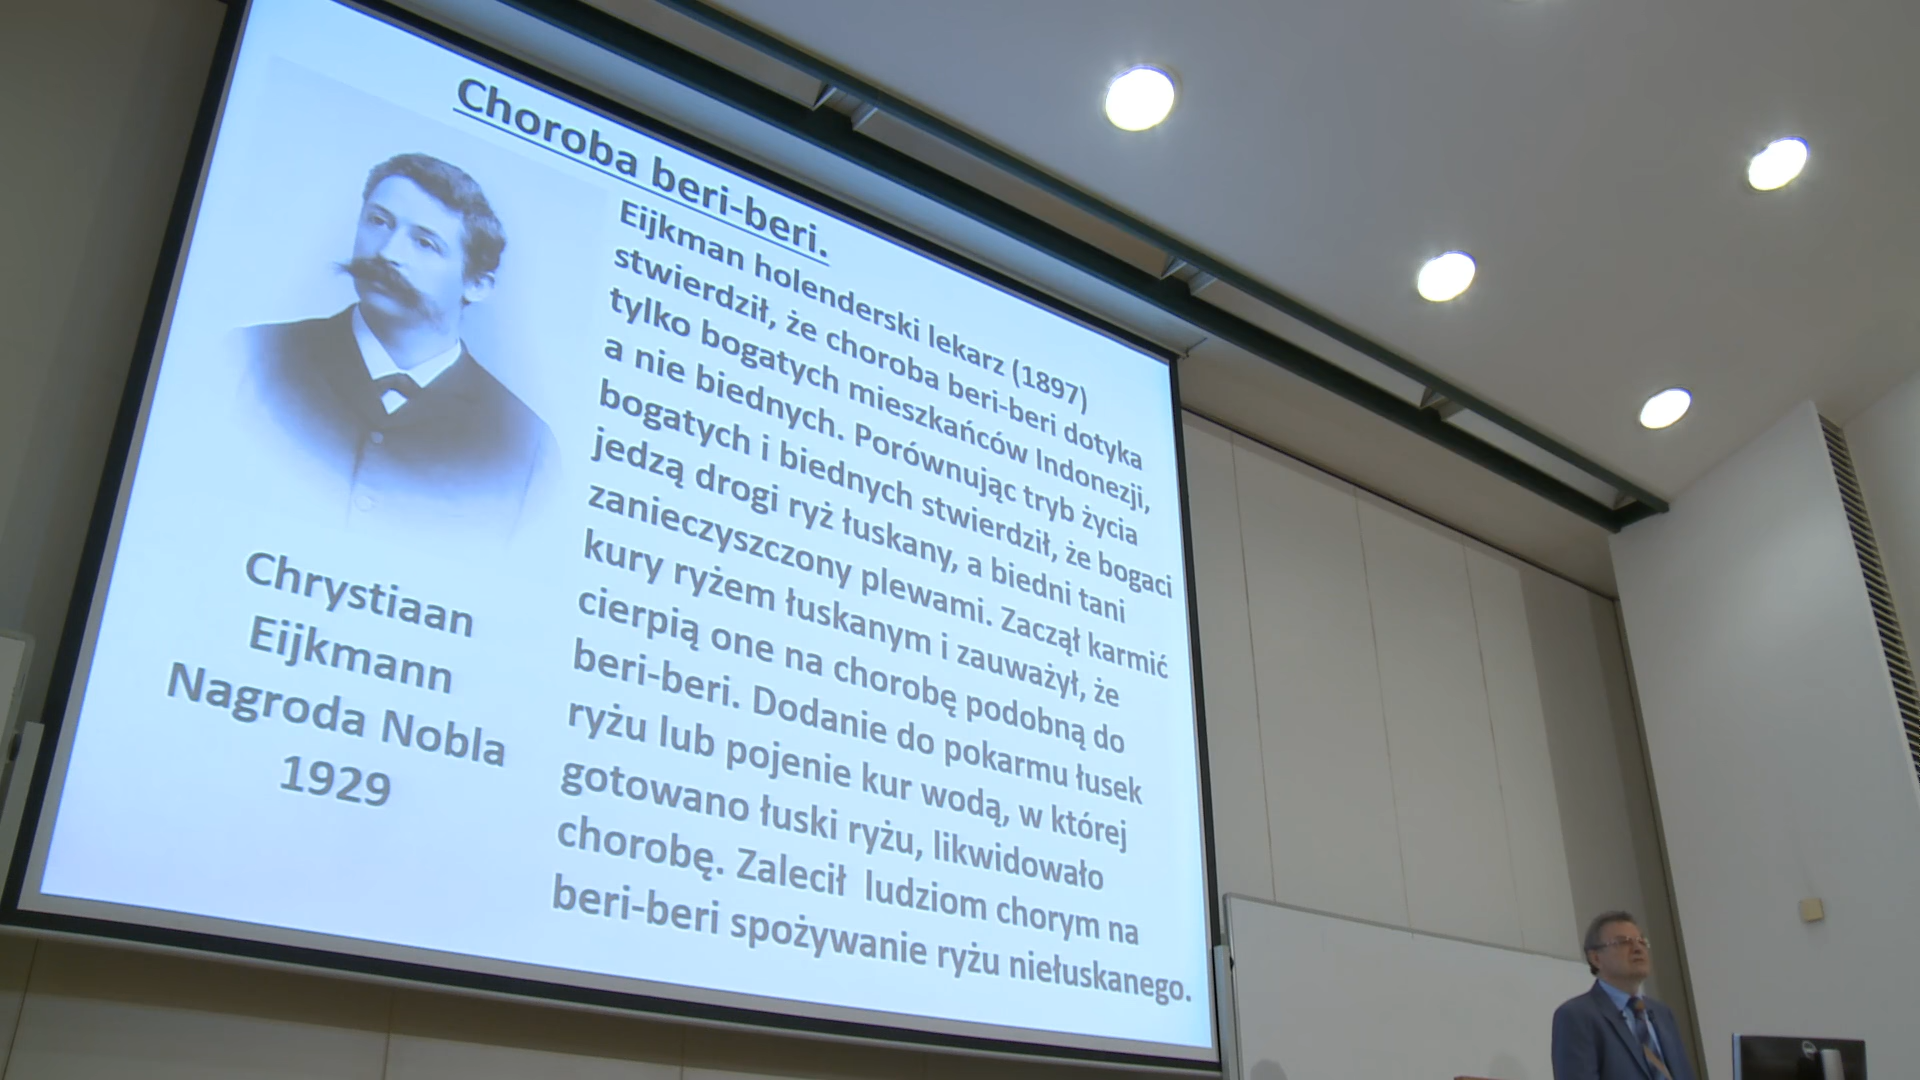 Choroba beri-beri.
Eijkman holenderski lekarz (1897)
stwierdził, że choroba beri-beri dotyka
tylko bogatych mieszkańców Indonezji,
a nie biednych. Porównując tryb życia
bogatych i biednych stwierdził, że bogaci
jedzą drogi ryż łuskany, a biedni tani
zanieczyszczony plewami. Zaczął karmić
kury ryżem łuskanym i zauważył, że
cierpią one na chorobę podobną do
beri-beri. Dodanie do pokarmu łusek
ryżu lub pojenie kur wodą, w której
gotowano łuski ryżu, likwidowało
chorobę. Zalecił ludziom chorym na
beri-beri spożywanie ryżu niełuskanego.
Chrystiaan
Eijkmann
Nagroda Nobla
1929